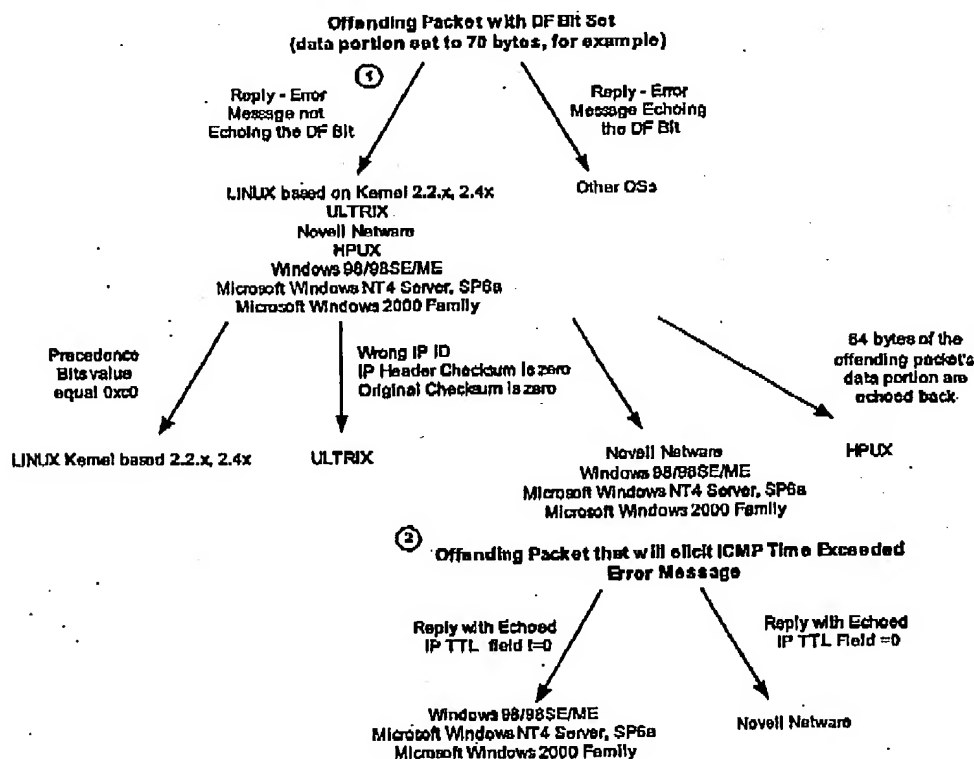 Offending Packet with DF Bit Set
(data portion set to 70 bytes, for example)
1
Reply - Error
Message not
Echoing the DF Bit
Reply - Error
Message Echoing
the DF Bit
LINUX based on Kernel 2.2.x, 2.4x
ULTRIX
Novell Netware
HPUX
Windows 98/98SE/ME
Microsoft Windows NT4 Server, SP6a
Microsoft Windows 2000 Family
Other OSs
Precedence
Bits value
equal 0xc0
Wrong IP ID
IP Header Checksum is zero
Original Checksum is zero
64 bytes of the
offending packet's
data portion are
echoed back
LINUX Kernel based 2.2.x, 2.4x
ULTRIX
Novell Netware
Windows 98/98SE/ME
Microsoft Windows NT4 Server, SP6a
Microsoft Windows 2000 Family
HPUX
2
Offending Packet that will elicit ICMP Time Exceeded
Error Message
Reply with Echoed
IP TTL field !=0
Reply with Echoed
IP TTL Field =0
Windows 98/98SE/ME
Microsoft Windows NT4 Server, SP6a
Microsoft Windows 2000 Family
Novell Netware